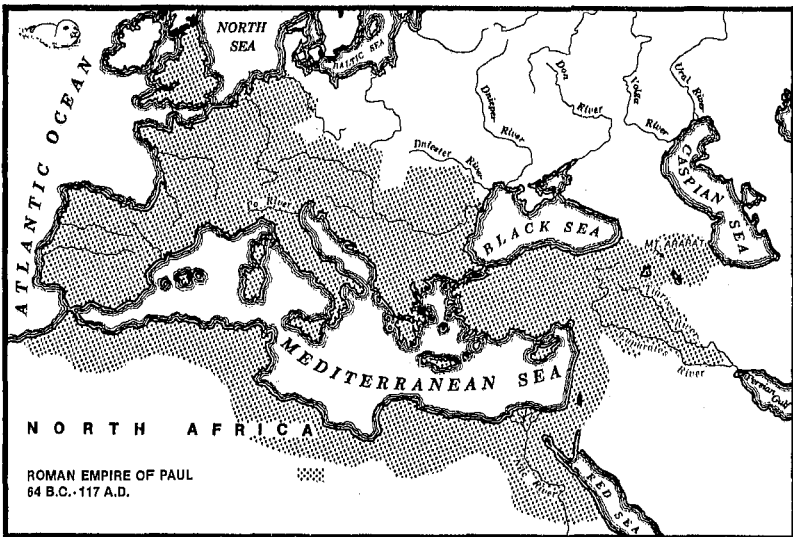 NORTH
SEA
BALTIC SEA
ATLANTIC OCEAN
Dnieper
River
Don
River
Volga
River
Ural River
Dniester River
CASPIAN
SEA
Po River
BLACK SEA
MT. ARARAT
MEDITERRANEAN SEA
Euphrates
River
Persian Gulf
NORTH AFRICA
Nile River
RED SEA
ROMAN EMPIRE OF PAUL
64 B.C.-117 A.D.